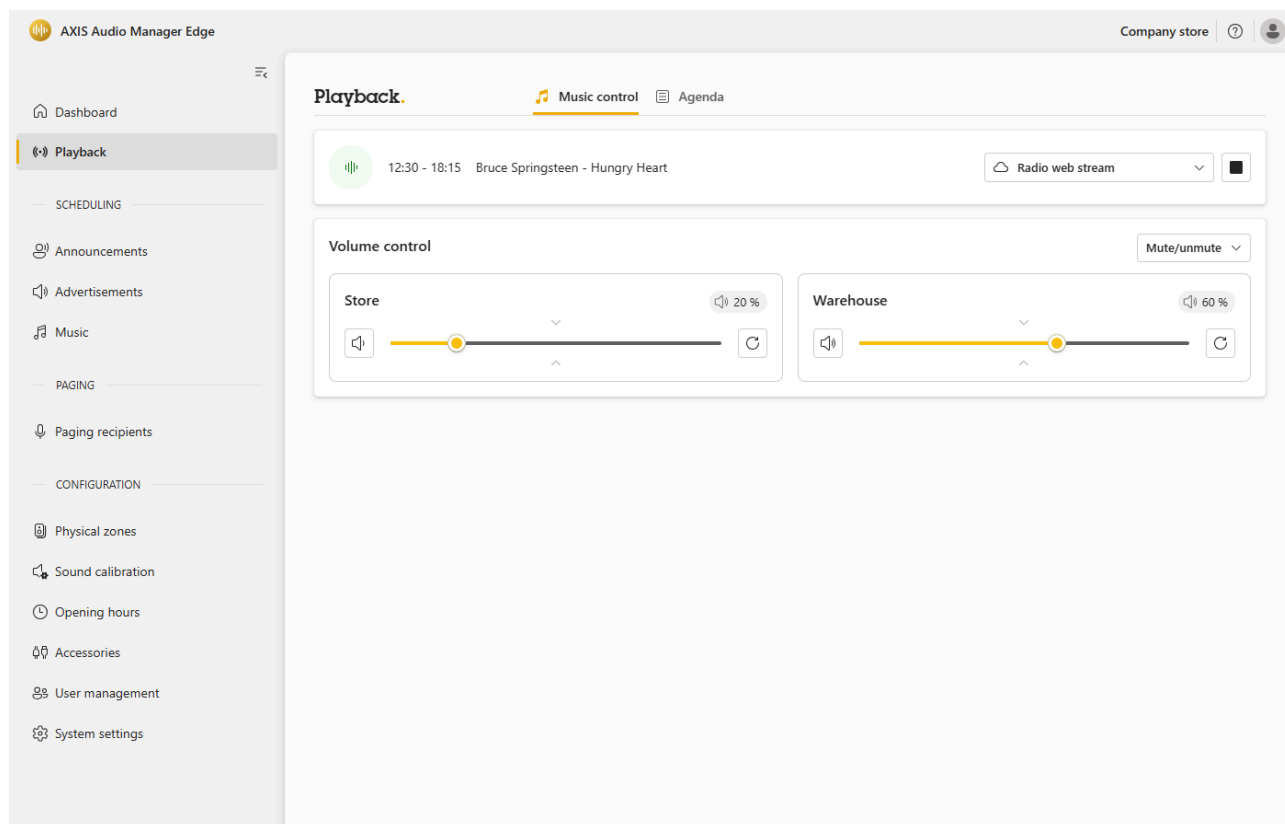 AXIS Audio Manager Edge
Company store
Dashboard
Playback
SCHEDULING
Announcements
Advertisements
Music
PAGING
Paging recipients
CONFIGURATION
Physical zones
Sound calibration
Opening hours
Accessories
User management
System settings
Playback.
Music control
Agenda
12:30 - 18:15 Bruce Springsteen - Hungry Heart
Radio web stream
Volume control
Mute/unmute
Store
20 %
Warehouse
60 %